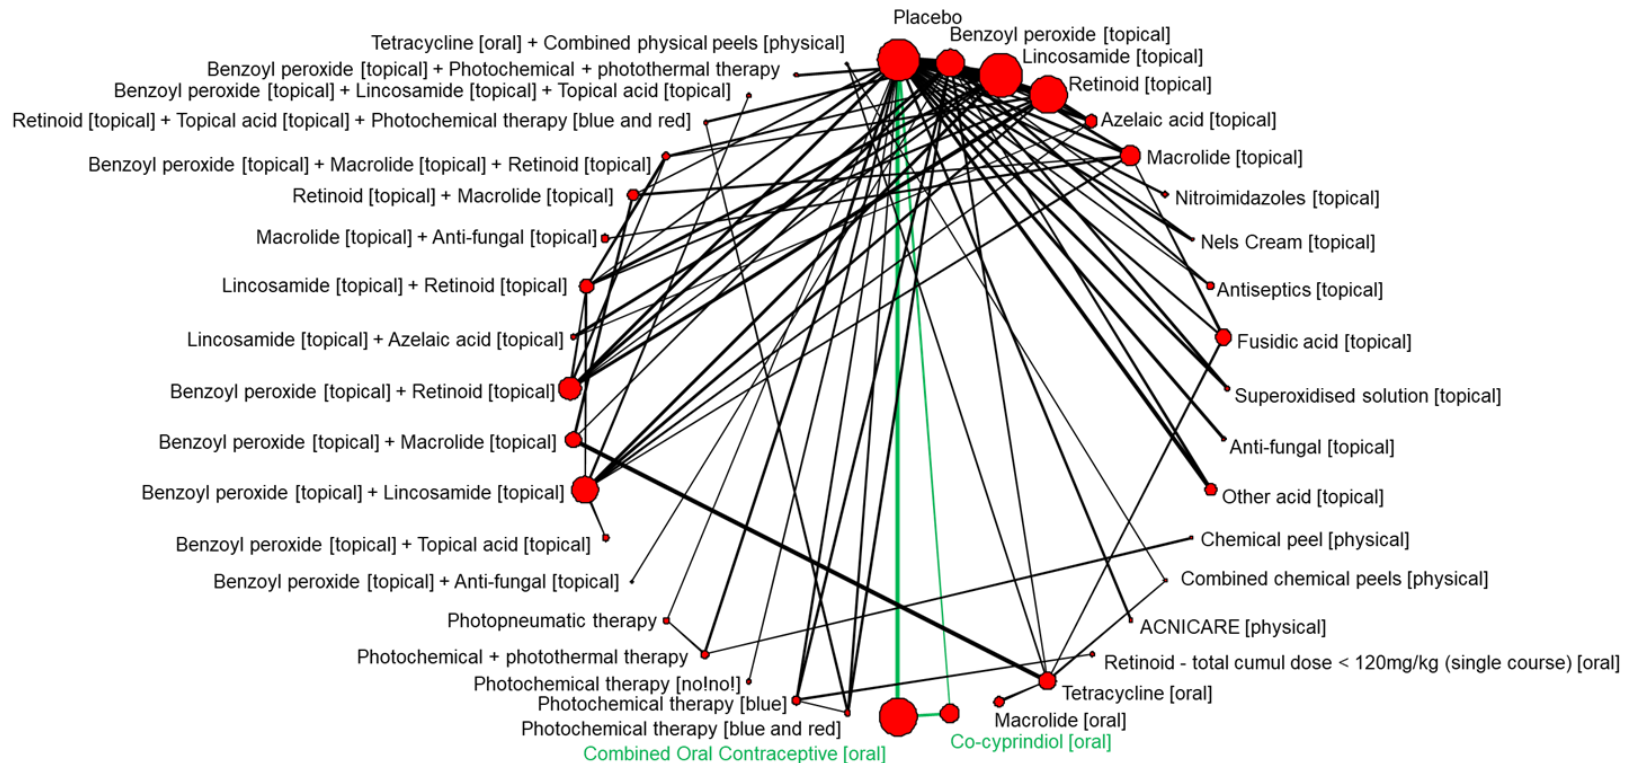 Placebo
Benzoyl peroxide [topical]
Lincosamide [topical]
Retinoid [topical]
Azelaic acid [topical]
Macrolide [topical]
Nitroimidazoles [topical]
Nels Cream [topical]
Antiseptics [topical]
Fusidic acid [topical]
Superoxidised solution [topical]
Anti-fungal [topical]
Other acid [topical]
Chemical peel [physical]
Combined chemical peels [physical]
ACNICARE [physical]
Retinoid - total cumul dose < 120mg/kg (single course) [oral]
Tetracycline [oral]
Macrolide [oral]
Co-cyprindiol [oral]
Combined Oral Contraceptive [oral]
Photochemical therapy [blue and red]
Photochemical therapy [blue]
Photochemical therapy [no!no!]
Photochemical + photothermal therapy
Photopneumatic therapy
Benzoyl peroxide [topical] + Anti-fungal [topical]
Benzoyl peroxide [topical] + Topical acid [topical]
Benzoyl peroxide [topical] + Lincosamide [topical]
Benzoyl peroxide [topical] + Macrolide [topical]
Benzoyl peroxide [topical] + Retinoid [topical]
Lincosamide [topical] + Azelaic acid [topical]
Lincosamide [topical] + Retinoid [topical]
Macrolide [topical] + Anti-fungal [topical]
Retinoid [topical] + Macrolide [topical]
Benzoyl peroxide [topical] + Macrolide [topical] + Retinoid [topical]
Retinoid [topical] + Topical acid [topical] + Photochemical therapy [blue and red]
Benzoyl peroxide [topical] + Lincosamide [topical] + Topical acid [topical]
Benzoyl peroxide [topical] + Photochemical + photothermal therapy
Tetracycline [oral] + Combined physical peels [physical]